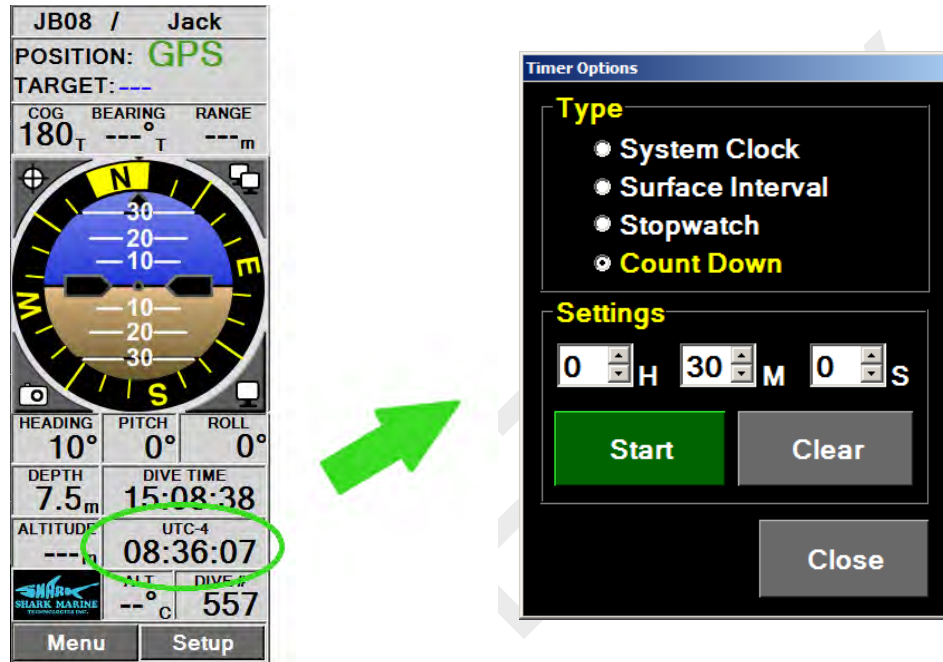 JB08 / Jack
POSITION: GPS
TARGET: ---
COG BEARING RANGE
180T ---°T ---m
N
30
20
10
E
W
10
20
30
S
HEADING PITCH ROLL
10° 0° 0°
DEPTH DIVE TIME
7.5m 15:08:38
ALTITUDE UTC-4
---m 08:36:07
SHARK MARINE
TECHNOLOGIES INC.
ALT DIVE #
--°C 557
Menu Setup
Timer Options
Type
System Clock
Surface Interval
Stopwatch
Count Down
Settings
0 H 30 M 0 S
Start Clear
Close